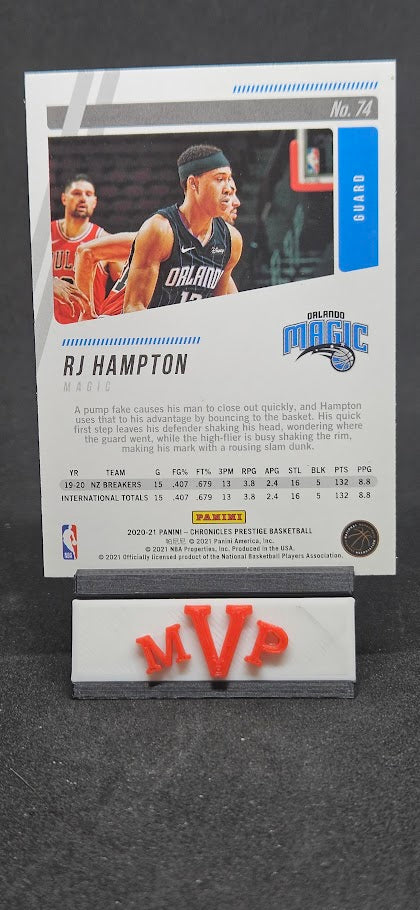 No. 74
GUARD
ULL
Disney
ORLANDO
13
ORLANDO
MAGIC
RJ HAMPTON
MAGIC
A pump fake causes his man to close out quickly, and Hampton
uses that to his advantage by bouncing to the basket. His quick
first step leaves his defender shaking his head, wondering where
the guard went, while the high-flier is busy shaking the rim,
making his mark with a rousing slam dunk.
YR TEAM G FG% FT% 3PM RPG APG STL BLK PTS PPG
19-20 NZ BREAKERS 15 .407 .679 13 3.8 2.4 16 5 132 8.8
INTERNATIONAL TOTALS 15 .407 .679 13 3.8 2.4 16 5 132 8.8
PANINI
2020-21 PANINI – CHRONICLES PRESTIGE BASKETBALL
帕尼尼 © 2021 Panini America, Inc.
© 2021 NBA Properties, Inc. Produced in the USA.
© 2021 Officially licensed product of the National Basketball Players Association.
MVP